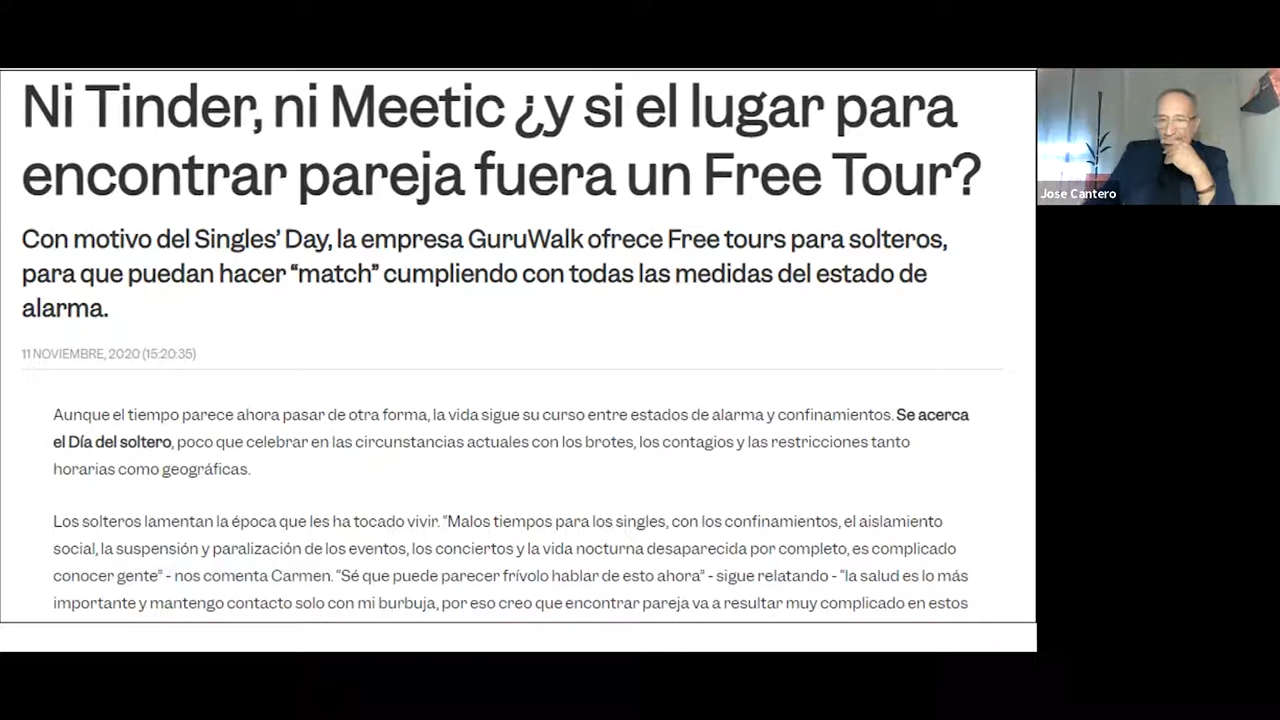 Ni Tinder, ni Meetic ¿y si el lugar para
encontrar pareja fuera un Free Tour?
Con motivo del Singles’ Day, la empresa GuruWalk ofrece Free tours para solteros,
para que puedan hacer “match” cumpliendo con todas las medidas del estado de
alarma.
11 NOVIEMBRE, 2020 (15:20:35)
Aunque el tiempo parece ahora pasar de otra forma, la vida sigue su curso entre estados de alarma y confinamientos. Se acerca
el Día del soltero, poco que celebrar en las circunstancias actuales con los brotes, los contagios y las restricciones tanto
horarias como geográficas.
Los solteros lamentan la época que les ha tocado vivir. “Malos tiempos para los singles, con los confinamientos, el aislamiento
social, la suspensión y paralización de los eventos, los conciertos y la vida nocturna desaparecida por completo, es complicado
conocer gente” - nos comenta Carmen. “Sé que puede parecer frívolo hablar de esto ahora” - sigue relatando - “la salud es lo más
importante y mantengo contacto solo con mi burbuja, por eso creo que encontrar pareja va a resultar muy complicado en estos
Jose Cantero